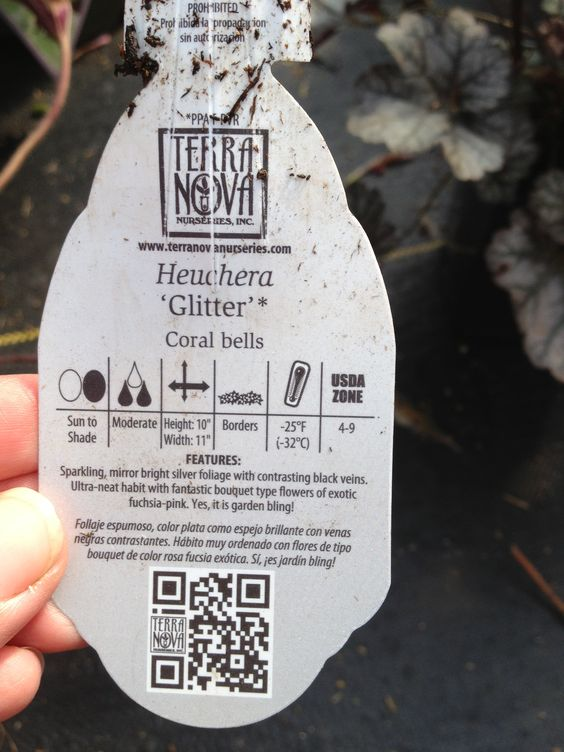 PROHIBITED
Prohibida la propagacion
sin autorización
TERRA
NOVA
NURSERIES, INC.
www.terranovanurseries.com
Heuchera
'Glitter'*
Coral bells
USDA
ZONE
Sun to
Shade
Moderate
Height: 10"
Width: 11"
Borders
-25°F
(-32°C)
4-9
FEATURES:
Sparkling, mirror bright silver foliage with contrasting black veins.
Ultra-neat habit with fantastic bouquet type flowers of exotic
fuchsia-pink. Yes, it is garden bling!
Follaje espumoso, color plata como espejo brillante con venas
negras contrastantes. Hábito muy ordenado con flores de tipo
bouquet de color rosa fucsia exótica. Sí, ¡es jardín bling!
TERRA
NOVA